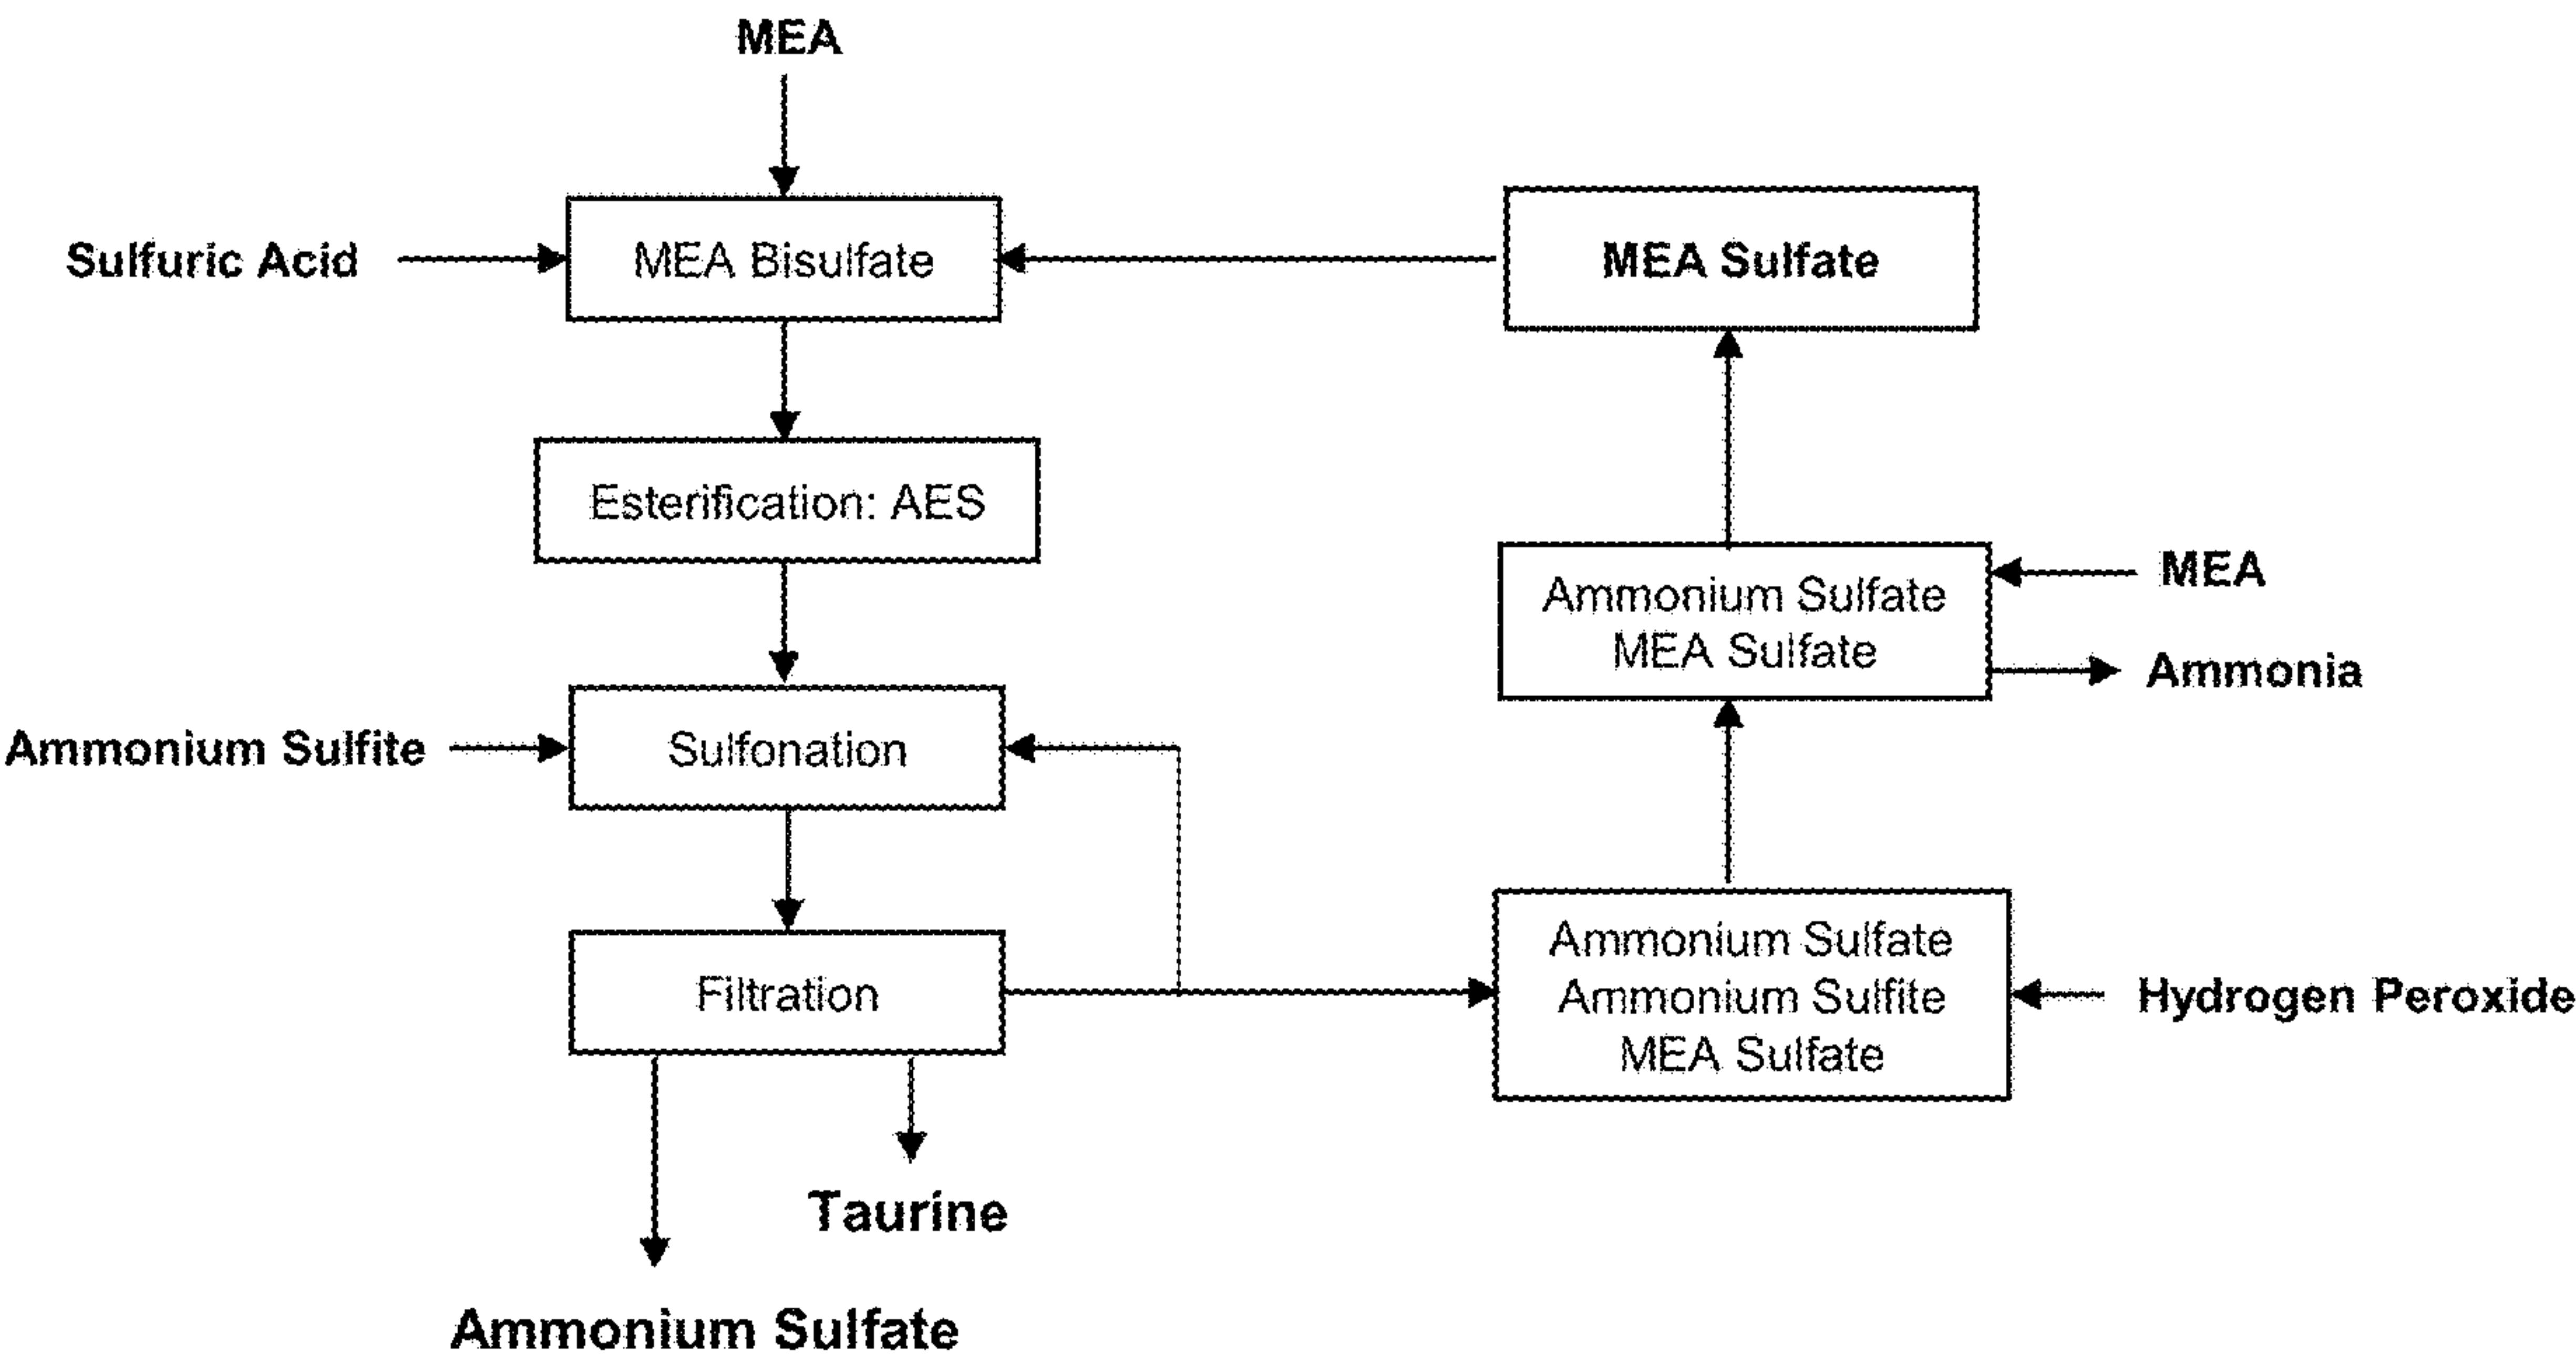 MEA
Sulfuric Acid
MEA Bisulfate
MEA Sulfate
Esterification: AES
Ammonium Sulfate
MEA Sulfate
MEA
Ammonia
Ammonium Sulfite
Sulfonation
Filtration
Ammonium Sulfate
Ammonium Sulfite
MEA Sulfate
Hydrogen Peroxide
Taurine
Ammonium Sulfate